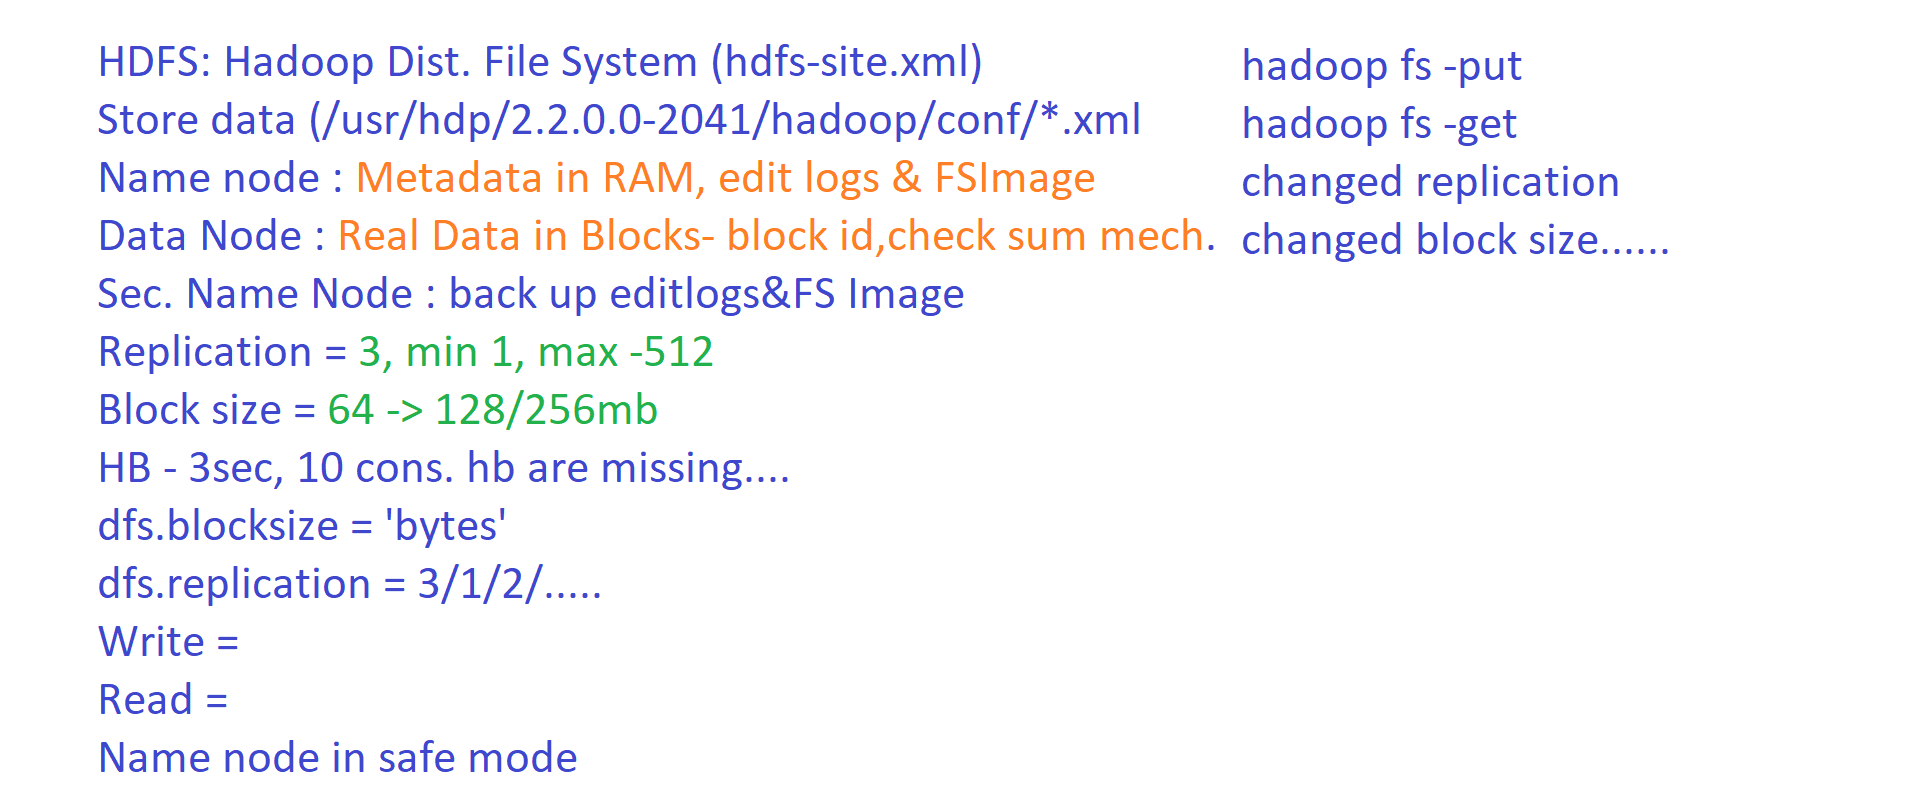 HDFS: Hadoop Dist. File System (hdfs-site.xml)
Store data (/usr/hdp/2.2.0.0-2041/hadoop/conf/*.xml
Name node : Metadata in RAM, edit logs & FSImage
Data Node : Real Data in Blocks- block id,check sum mech.
Sec. Name Node : back up editlogs&FS Image
Replication = 3, min 1, max -512
Block size = 64 -> 128/256mb
HB - 3sec, 10 cons. hb are missing....
dfs.blocksize = 'bytes'
dfs.replication = 3/1/2/.....
Write =
Read =
Name node in safe mode
hadoop fs -put
hadoop fs -get
changed replication
changed block size......